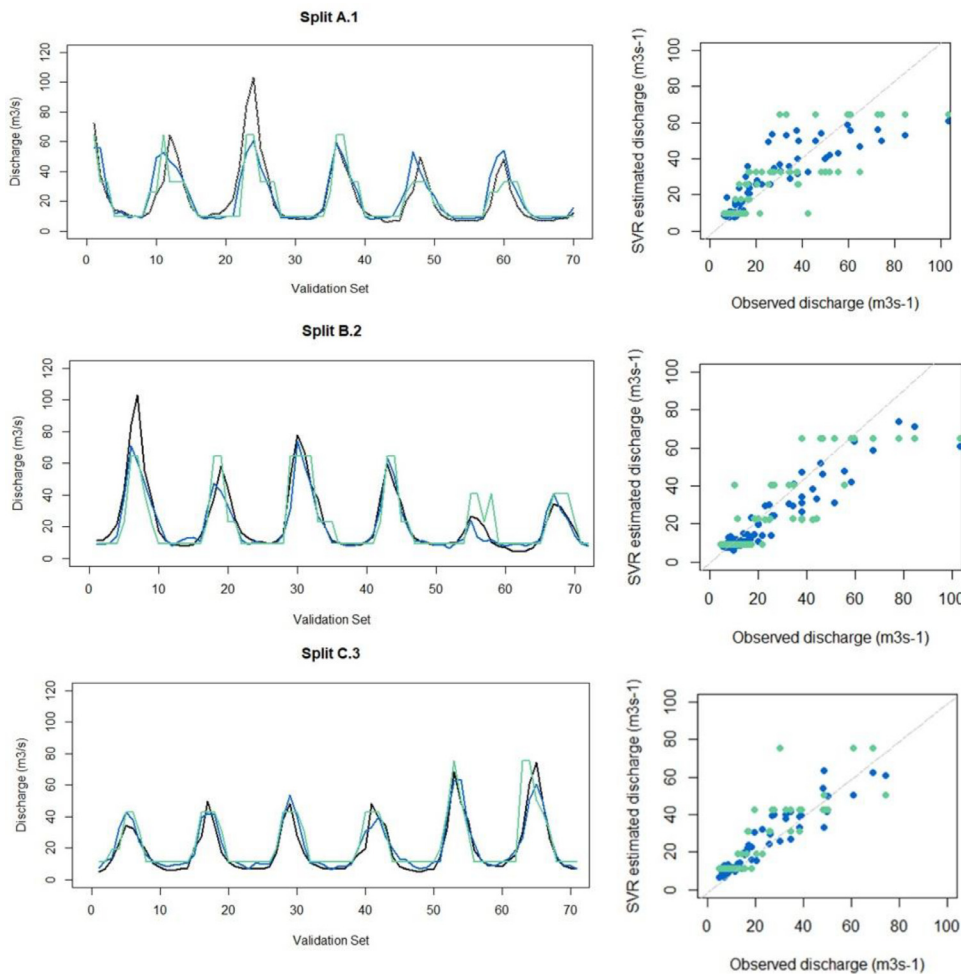 Split A.1
Discharge (m3/s)
0 20 40 60 80 100 120
0 10 20 30 40 50 60 70
Validation Set
SVR estimated discharge (m3s-1)
0 20 40 60 80 100
0 20 40 60 80 100
Observed discharge (m3s-1)
Split B.2
Discharge (m3/s)
0 20 40 60 80 100 120
0 10 20 30 40 50 60 70
Validation Set
SVR estimated discharge (m3s-1)
0 20 40 60 80 100
0 20 40 60 80 100
Observed discharge (m3s-1)
Split C.3
Discharge (m3/s)
0 20 40 60 80 100 120
0 10 20 30 40 50 60 70
Validation Set
SVR estimated discharge (m3s-1)
0 20 40 60 80 100
0 20 40 60 80 100
Observed discharge (m3s-1)